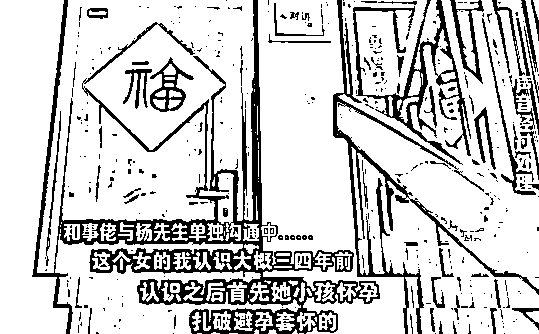 福
声音经过处理
和事佬与杨先生单独沟通中……
这个女的我认识大概三四年前
认识之后首先她小孩怀孕
扎破避孕套怀的